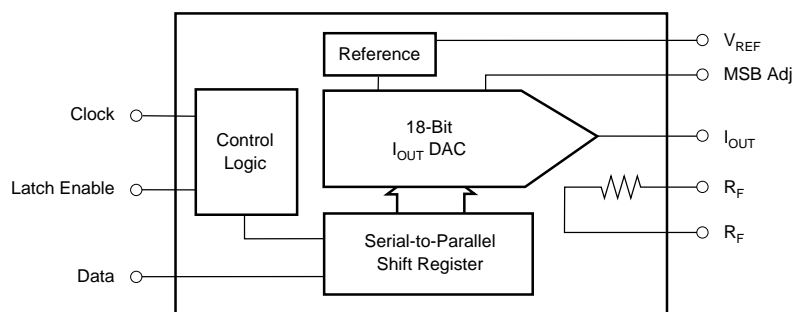 Reference
V_REF
MSB Adj
Clock
Control
Logic
18-Bit
I_OUT DAC
I_OUT
Latch Enable
R_F
Serial-to-Parallel
Shift Register
R_F
Data